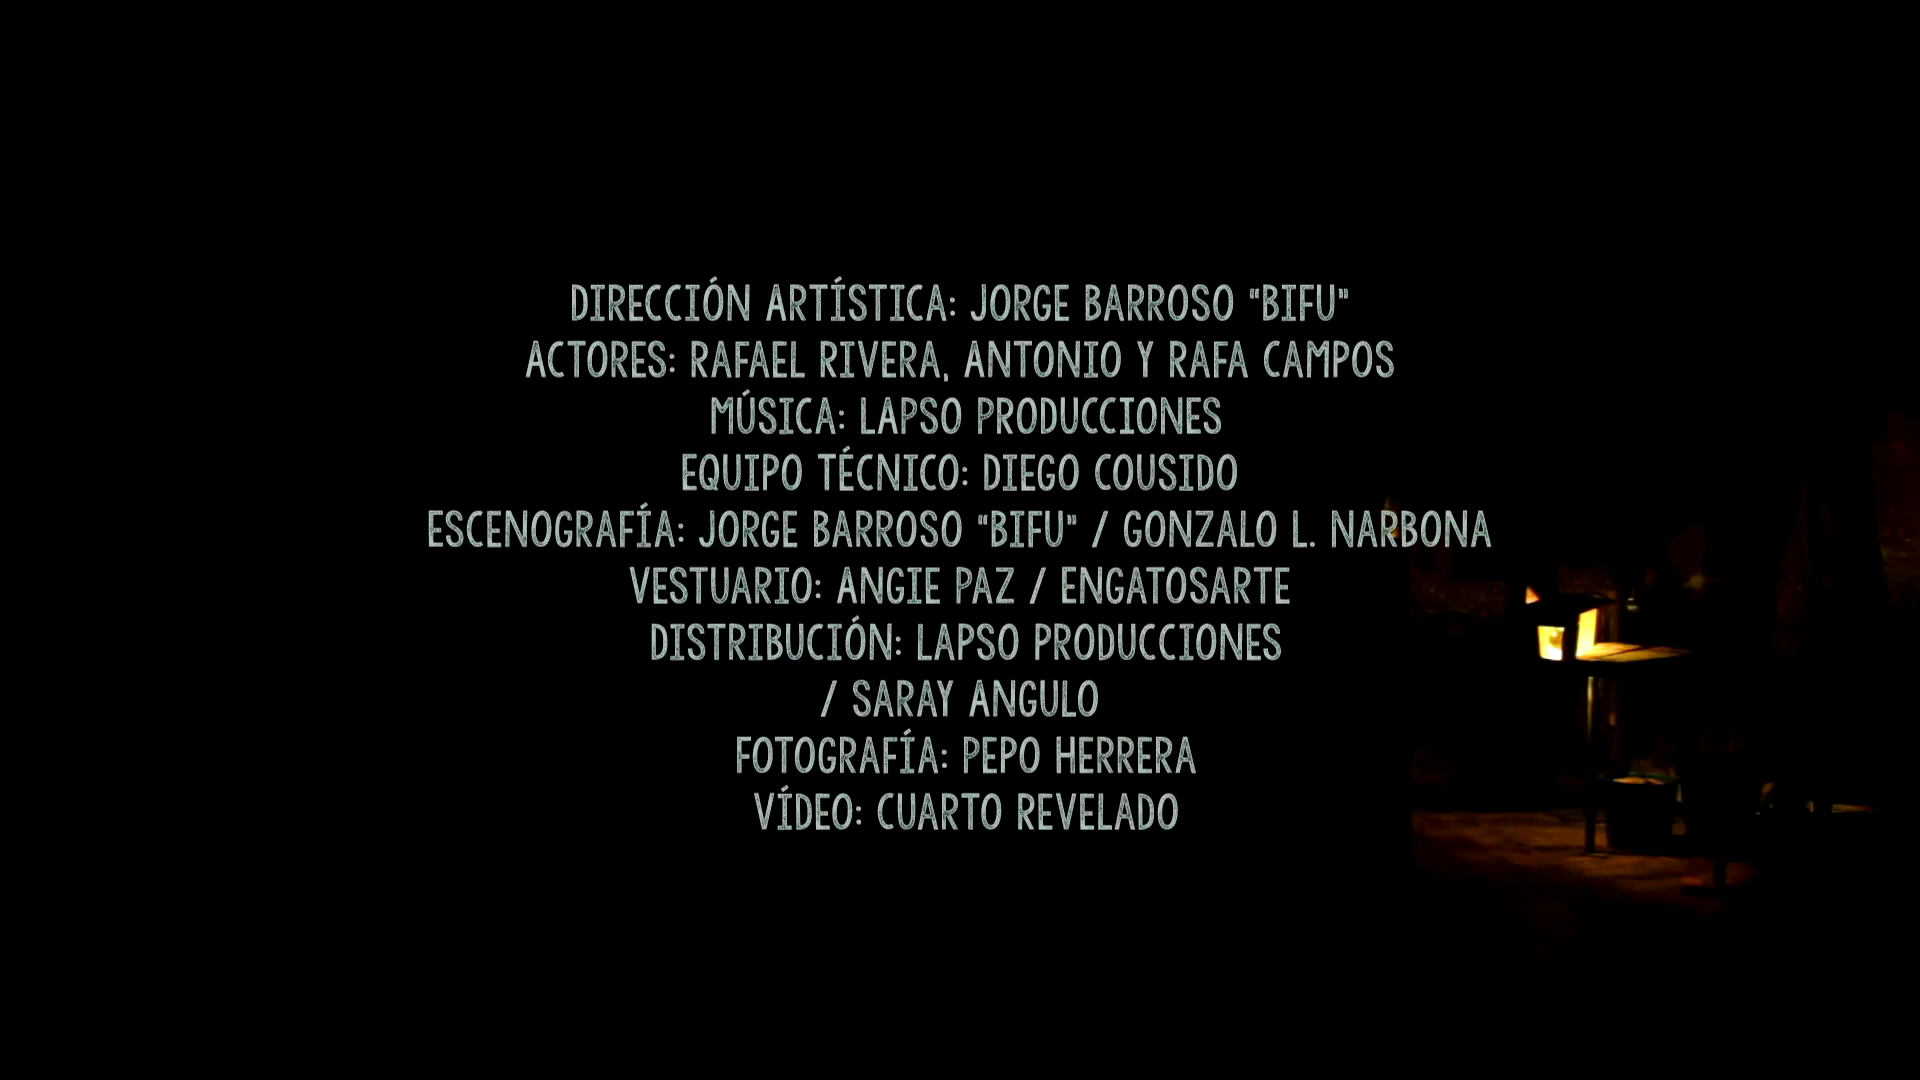 DIRECCIÓN ARTÍSTICA: JORGE BARROSO "BIFU"
ACTORES: RAFAEL RIVERA, ANTONIO Y RAFA CAMPOS
MÚSICA: LAPSO PRODUCCIONES
EQUIPO TÉCNICO: DIEGO COUSIDO
ESCENOGRAFÍA: JORGE BARROSO "BIFU" / GONZALO L. NARBONA
VESTUARIO: ANGIE PAZ / ENGATOSARTE
DISTRIBUCIÓN: LAPSO PRODUCCIONES
/ SARAY ANGULO
FOTOGRAFÍA: PEPO HERRERA
VÍDEO: CUARTO REVELADO